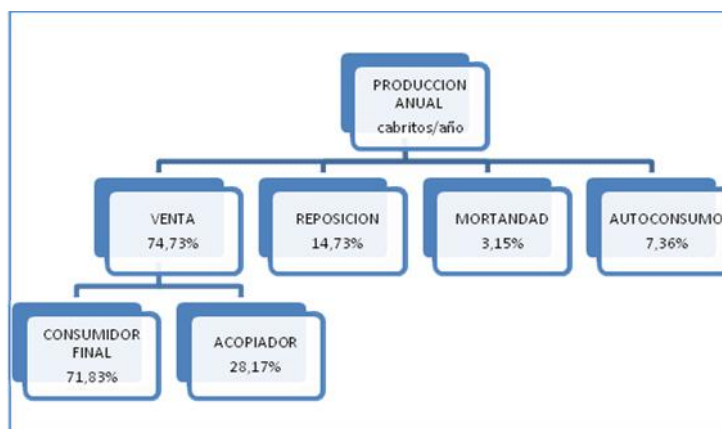 PRODUCCION
ANUAL
cabritos/año
VENTA
74,73%
REPOSICION
14,73%
MORTANDAD
3,15%
AUTOCONSUMO
7,36%
CONSUMIDOR
FINAL
71,83%
ACOPIADOR
28,17%